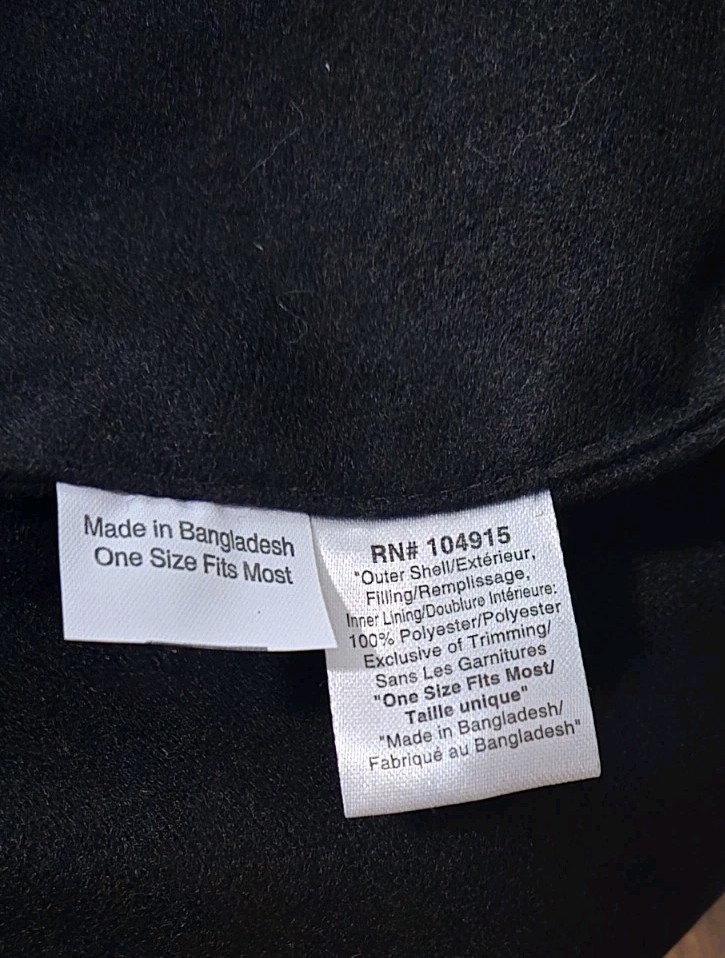 Made in Bangladesh
One Size Fits Most
RN# 104915
"Outer Shell/Extérieur,
Filling/Remplissage,
Inner Lining/Doublure Intérieure:
100% Polyester/Polyester
Exclusive of Trimming/
Sans Les Garnitures
"One Size Fits Most/
Taille unique"
"Made in Bangladesh/
Fabriqué au Bangladesh"